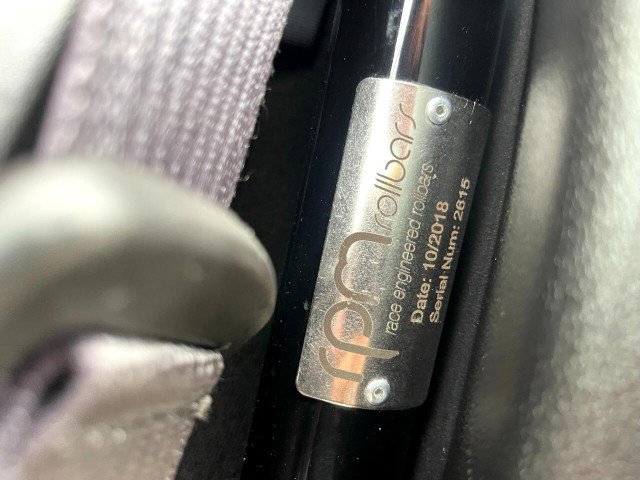 rpm rollbars
race engineered rollbars
Date: 10/2018
Serial Num: 2615